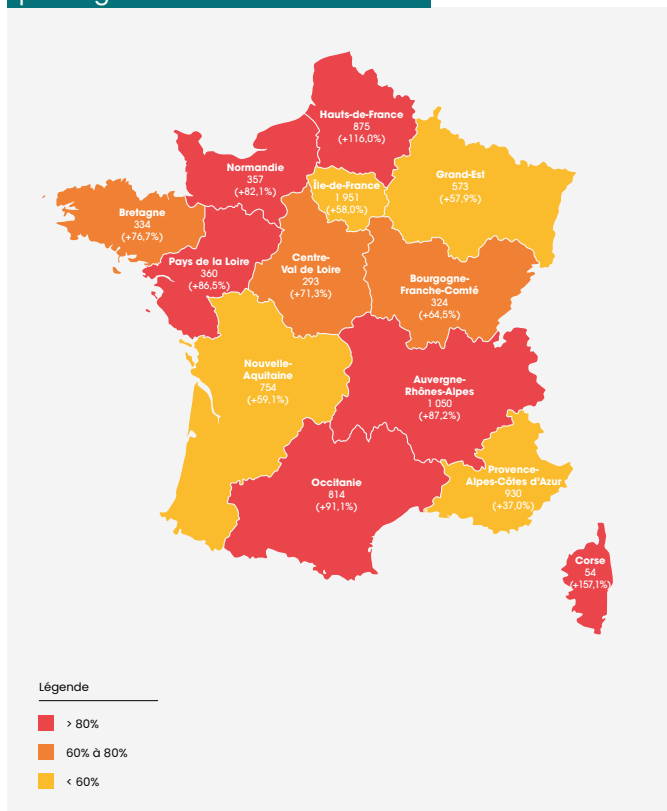 Hauts-de-France
875
(+116,0%)
Normandie
357
(+82,1%)
Île-de-France
1 951
(+58,0%)
Grand-Est
573
(+57,9%)
Bretagne
334
(+76,7%)
Pays de la Loire
360
(+86,5%)
Centre-
Val de Loire
293
(+71,3%)
Bourgogne-
Franche-Comté
324
(+64,5%)
Nouvelle-
Aquitaine
754
(+59,1%)
Auvergne-
Rhônes-Alpes
1 050
(+87,2%)
Occitanie
814
(+91,1%)
Provence-
Alpes-Côtes d'Azur
930
(+37,0%)
Corse
54
(+157,1%)
Légende
> 80%
60% à 80%
< 60%